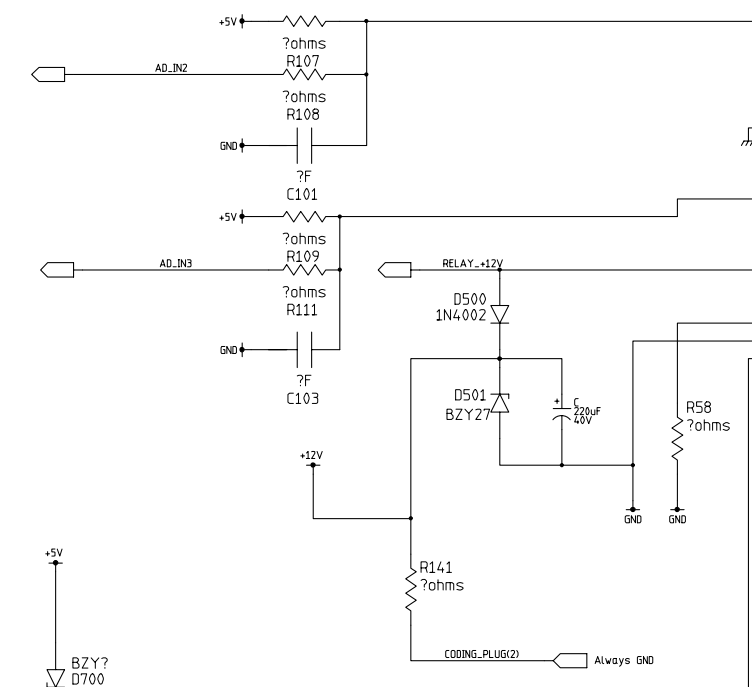 +5V
?ohms
R107
AD_IN2
?ohms
R108
GND
?F
C101
+5V
?ohms
R109
AD_IN3
?ohms
R111
GND
?F
C103
RELAY_+12V
D500
1N4002
D501
BZY27
+
C
220uF
40V
R58
?ohms
GND
GND
+12V
R141
?ohms
CODING_PLUG(2)
Always GND
+5V
BZY?
D700